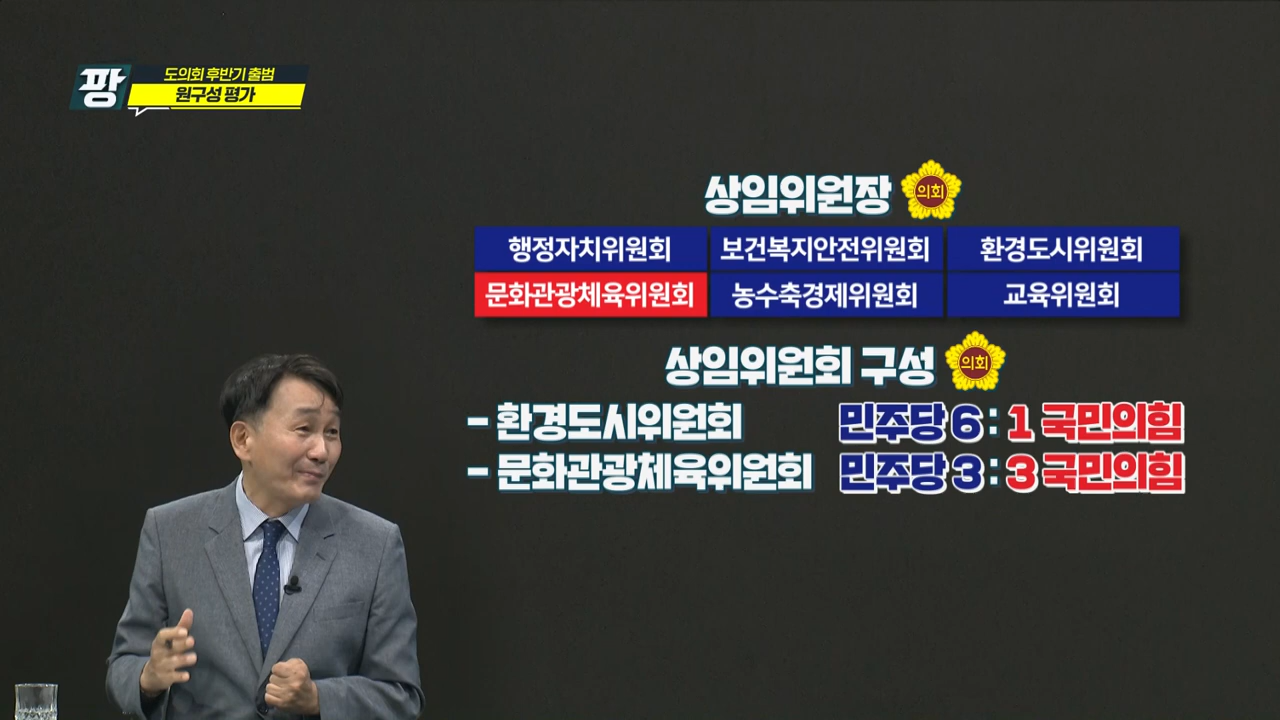 팡
도의회 후반기 출범
원구성 평가
상임위원장 의회
행정자치위원회 보건복지안전위원회 환경도시위원회
문화관광체육위원회 농수축경제위원회 교육위원회
상임위원회 구성 의회
- 환경도시위원회 민주당 6 : 1 국민의힘
- 문화관광체육위원회 민주당 3 : 3 국민의힘